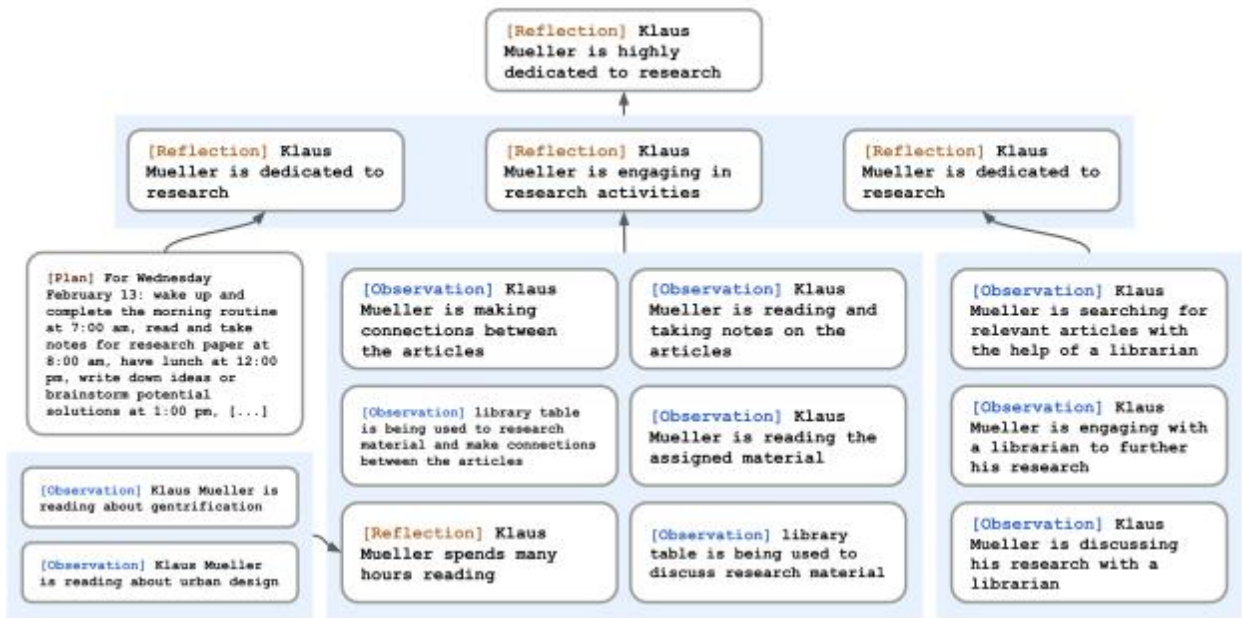 [Reflection] Klaus
Mueller is highly
dedicated to research
[Reflection] Klaus
Mueller is dedicated to
research
[Reflection] Klaus
Mueller is engaging in
research activities
[Reflection] Klaus
Mueller is dedicated to
research
[Plan] For Wednesday
February 13: wake up and
complete the morning routine
at 7:00 am, read and take
notes for research paper at
8:00 am, have lunch at 12:00
pm, write down ideas or
brainstorm potential
solutions at 1:00 pm, [...]
[Observation] Klaus Mueller is
reading about gentrification
[Observation] Klaus Mueller
is reading about urban design
[Observation] Klaus
Mueller is making
connections between
the articles
[Observation] Klaus
Mueller is reading and
taking notes on the
articles
[Observation] library table
is being used to research
material and make connections
between the articles
[Observation] Klaus
Mueller is reading the
assigned material
[Reflection] Klaus
Mueller spends many
hours reading
[Observation] library
table is being used to
discuss research material
[Observation] Klaus
Mueller is searching for
relevant articles with
the help of a librarian
[Observation] Klaus
Mueller is engaging with
a librarian to further
his research
[Observation] Klaus
Mueller is discussing
his research with a
librarian